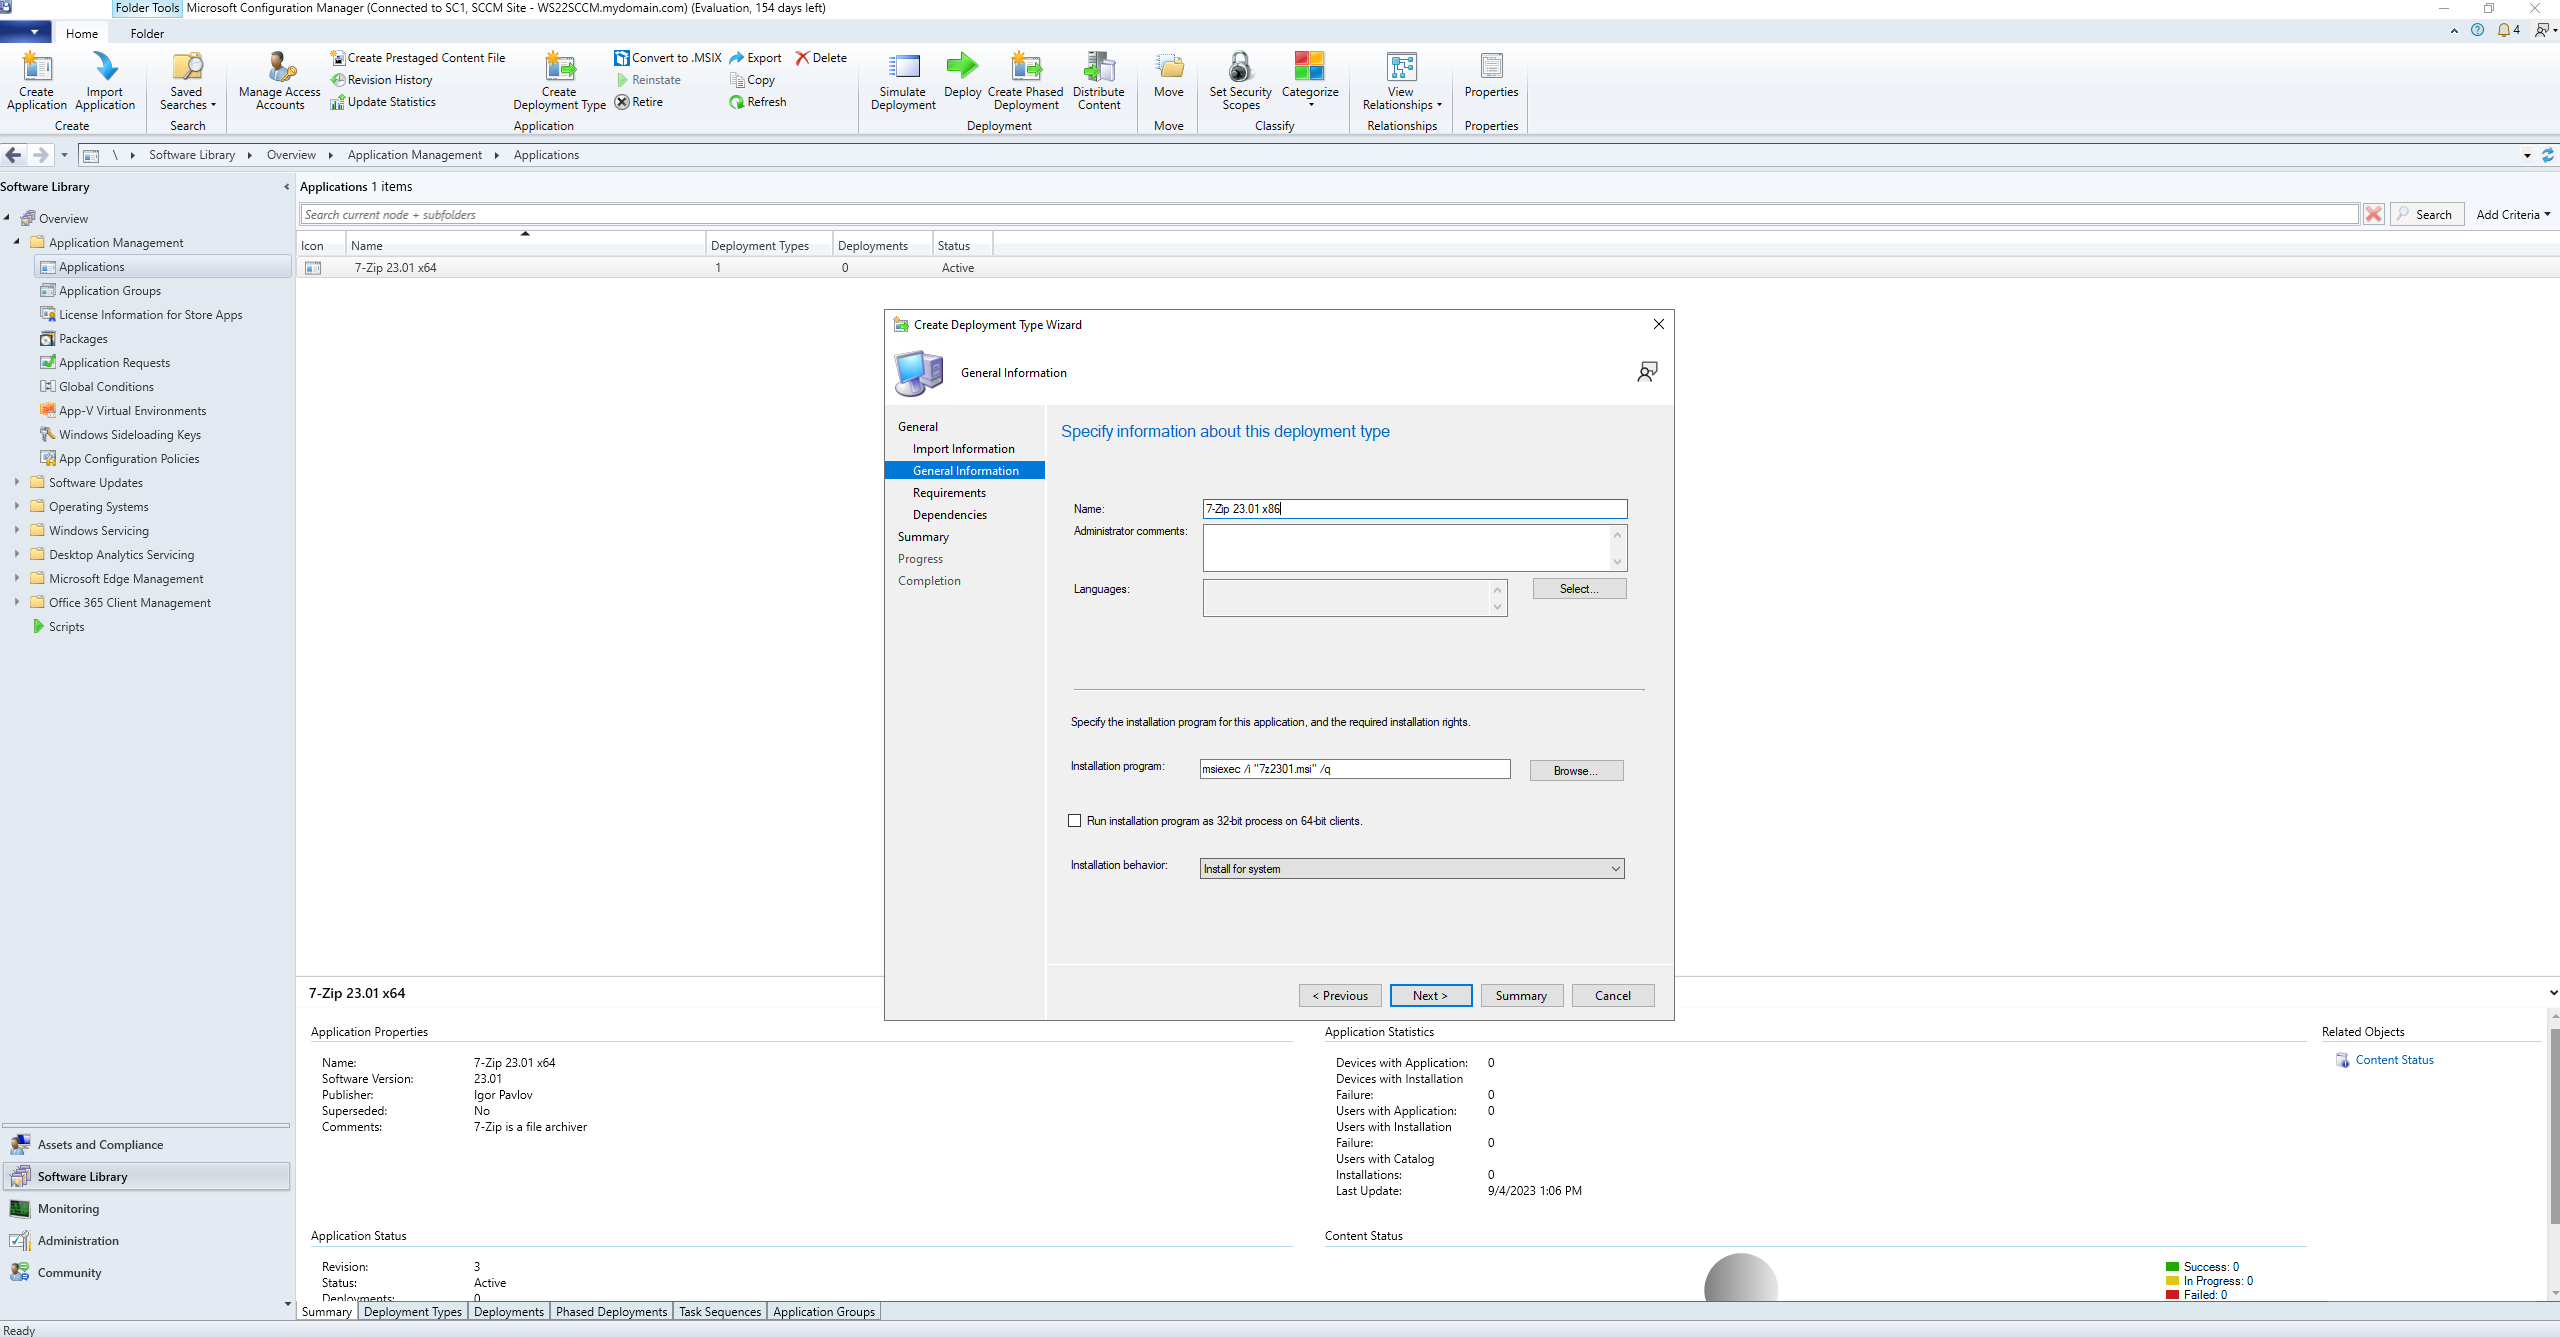 Folder Tools Microsoft Configuration Manager (Connected to SC1, SCCM Site - WS22SCCM.mydomain.com) (Evaluation, 154 days left)
Home Folder
4
Create Application
Import Application
Create
Saved Searches
Search
Manage Access Accounts
Create Prestaged Content File
Revision History
Update Statistics
Create Deployment Type
Convert to .MSIX
Reinstate
Retire
Export
Copy
Refresh
Delete
Application
Simulate Deployment
Deploy
Create Phased Deployment
Distribute Content
Deployment
Move
Move
Set Security Scopes
Categorize
Classify
View Relationships
Relationships
Properties
Properties
\ Software Library Overview Application Management Applications
Software Library
Overview
Application Management
Applications
Application Groups
License Information for Store Apps
Packages
Application Requests
Global Conditions
App-V Virtual Environments
Windows Sideloading Keys
App Configuration Policies
Software Updates
Operating Systems
Windows Servicing
Desktop Analytics Servicing
Microsoft Edge Management
Office 365 Client Management
Scripts
Assets and Compliance
Software Library
Monitoring
Administration
Community
Applications 1 items
Search current node + subfolders
Search Add Criteria
Icon Name Deployment Types Deployments Status
7-Zip 23.01 x64 1 0 Active
Create Deployment Type Wizard
General Information
General
Import Information
General Information
Requirements
Dependencies
Summary
Progress
Completion
Specify information about this deployment type
Name: 7-Zip 23.01 x86
Administrator comments:
Languages: Select...
Specify the installation program for this application, and the required installation rights.
Installation program: msiexec /i "7z2301.msi" /q Browse...
Run installation program as 32-bit process on 64-bit clients.
Installation behavior: Install for system
< Previous Next > Summary Cancel
7-Zip 23.01 x64
Application Properties
Name: 7-Zip 23.01 x64
Software Version: 23.01
Publisher: Igor Pavlov
Superseded: No
Comments: 7-Zip is a file archiver
Application Statistics
Devices with Application: 0
Devices with Installation
Failure: 0
Users with Application: 0
Users with Installation
Failure: 0
Users with Catalog
Installations: 0
Last Update: 9/4/2023 1:06 PM
Related Objects
Content Status
Application Status
Revision: 3
Status: Active
Deployments: 0
Content Status
Success: 0
In Progress: 0
Failed: 0
Summary Deployment Types Deployments Phased Deployments Task Sequences Application Groups
Ready